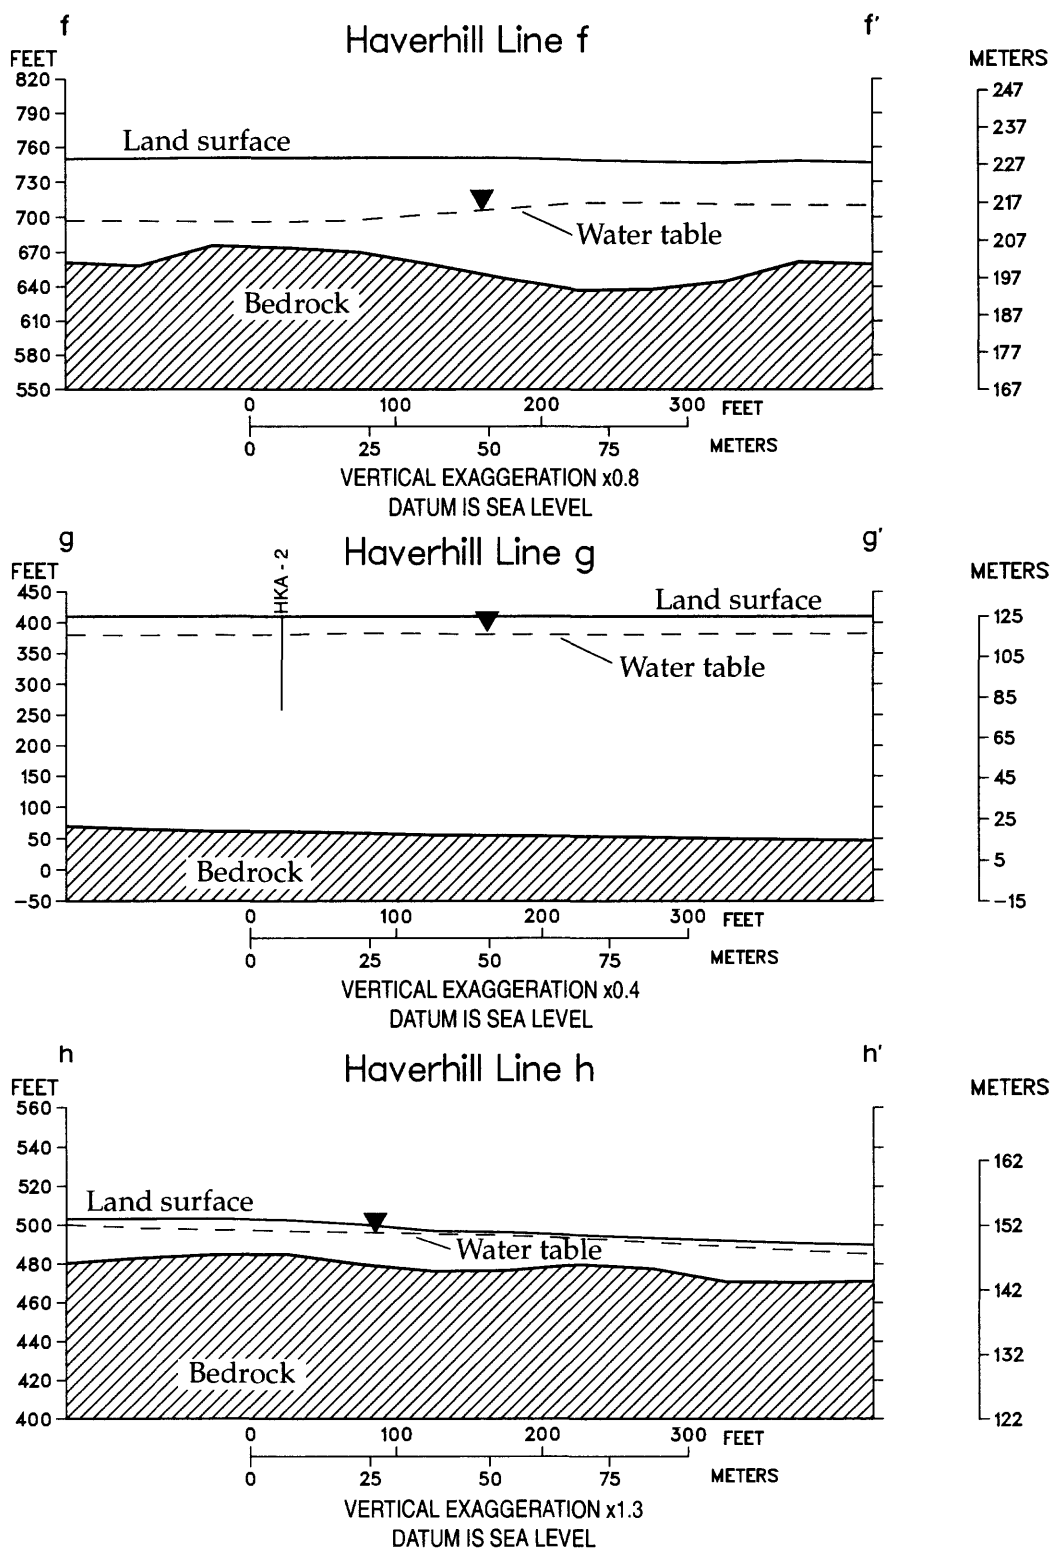 f f'
Haverhill Line f
FEET METERS
820
790
760
730
700
670
640
610
580
550
247
237
227
217
207
197
187
177
167
Land surface
Water table
Bedrock
0 100 200 300 FEET
0 25 50 75 METERS
VERTICAL EXAGGERATION x0.8
DATUM IS SEA LEVEL
g g'
Haverhill Line g
FEET METERS
450
400
350
300
250
200
150
100
50
0
-50
125
105
85
65
45
25
5
-15
HKA - 2
Land surface
Water table
Bedrock
0 100 200 300 FEET
0 25 50 75 METERS
VERTICAL EXAGGERATION x0.4
DATUM IS SEA LEVEL
h h'
Haverhill Line h
FEET METERS
560
540
520
500
480
460
440
420
400
162
152
142
132
122
Land surface
Water table
Bedrock
0 100 200 300 FEET
0 25 50 75 METERS
VERTICAL EXAGGERATION x1.3
DATUM IS SEA LEVEL